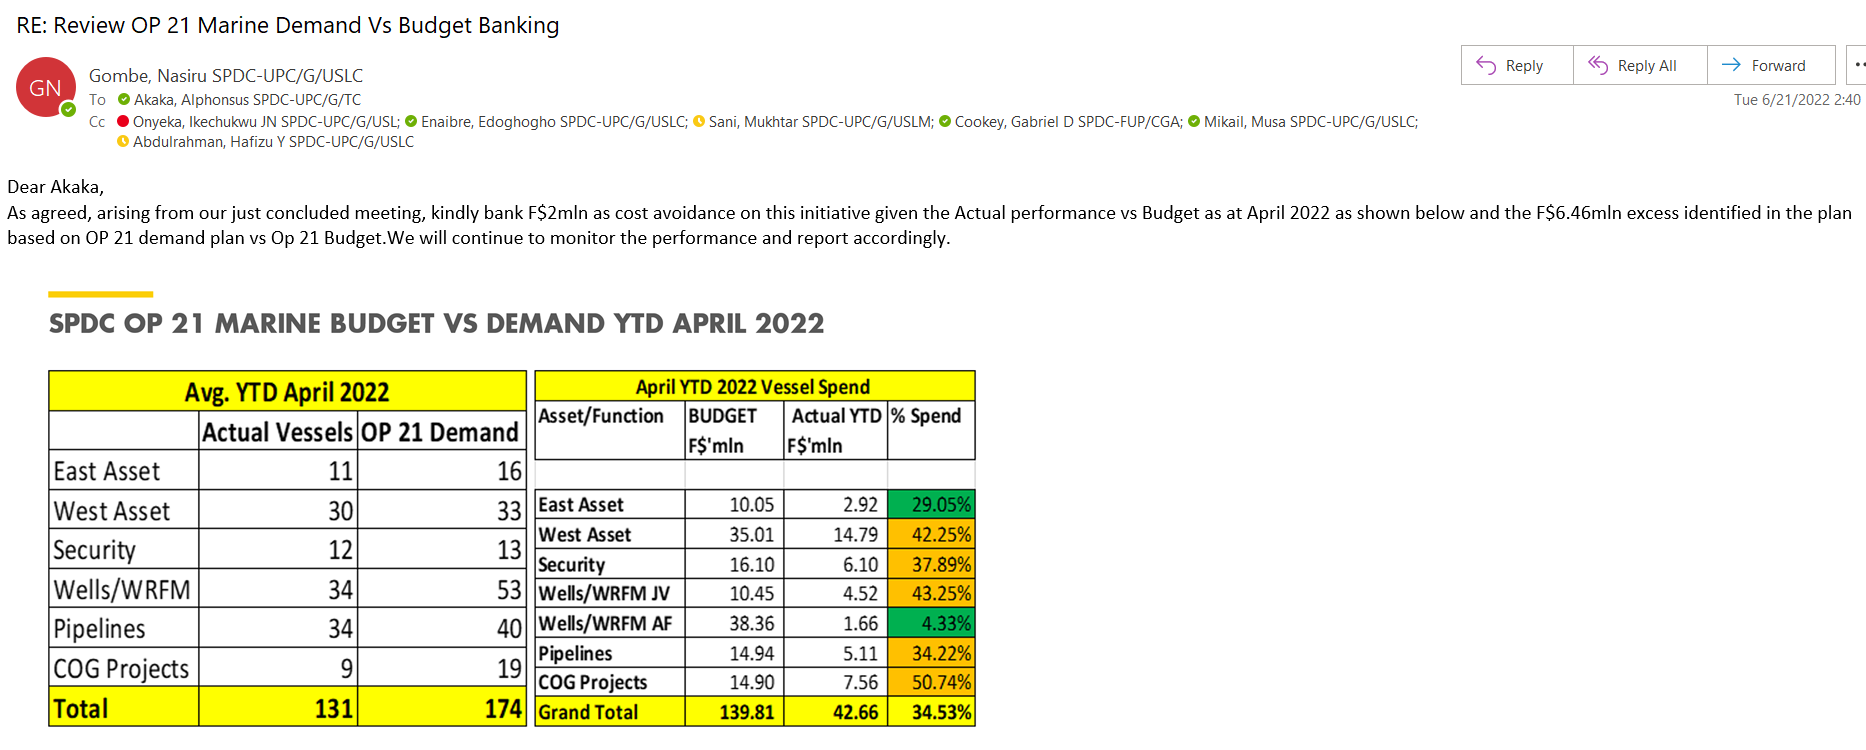 RE: Review OP 21 Marine Demand Vs Budget Banking
GN
Gombe, Nasiru SPDC-UPC/G/USLC
To Akaka, Alphonsus SPDC-UPC/G/TC
Cc Onyeka, Ikechukwu JN SPDC-UPC/G/USL; Enaibre, Edoghogho SPDC-UPC/G/USLC; Sani, Mukhtar SPDC-UPC/G/USLM; Cookey, Gabriel D SPDC-FUP/CGA; Mikail, Musa SPDC-UPC/G/USLC;
Abdulrahman, Hafizu Y SPDC-UPC/G/USLC
Reply Reply All Forward
Tue 6/21/2022 2:40
Dear Akaka,
As agreed, arising from our just concluded meeting, kindly bank F$2mln as cost avoidance on this initiative given the Actual performance vs Budget as at April 2022 as shown below and the F$6.46mln excess identified in the plan
based on OP 21 demand plan vs Op 21 Budget.We will continue to monitor the performance and report accordingly.
SPDC OP 21 MARINE BUDGET VS DEMAND YTD APRIL 2022
Avg. YTD April 2022
Actual Vessels OP 21 Demand
East Asset 11 16
West Asset 30 33
Security 12 13
Wells/WRFM 34 53
Pipelines 34 40
COG Projects 9 19
Total 131 174
April YTD 2022 Vessel Spend
Asset/Function BUDGET Actual YTD % Spend
F$'mln F$'mln
East Asset 10.05 2.92 29.05%
West Asset 35.01 14.79 42.25%
Security 16.10 6.10 37.89%
Wells/WRFM JV 10.45 4.52 43.25%
Wells/WRFM AF 38.36 1.66 4.33%
Pipelines 14.94 5.11 34.22%
COG Projects 14.90 7.56 50.74%
Grand Total 139.81 42.66 34.53%